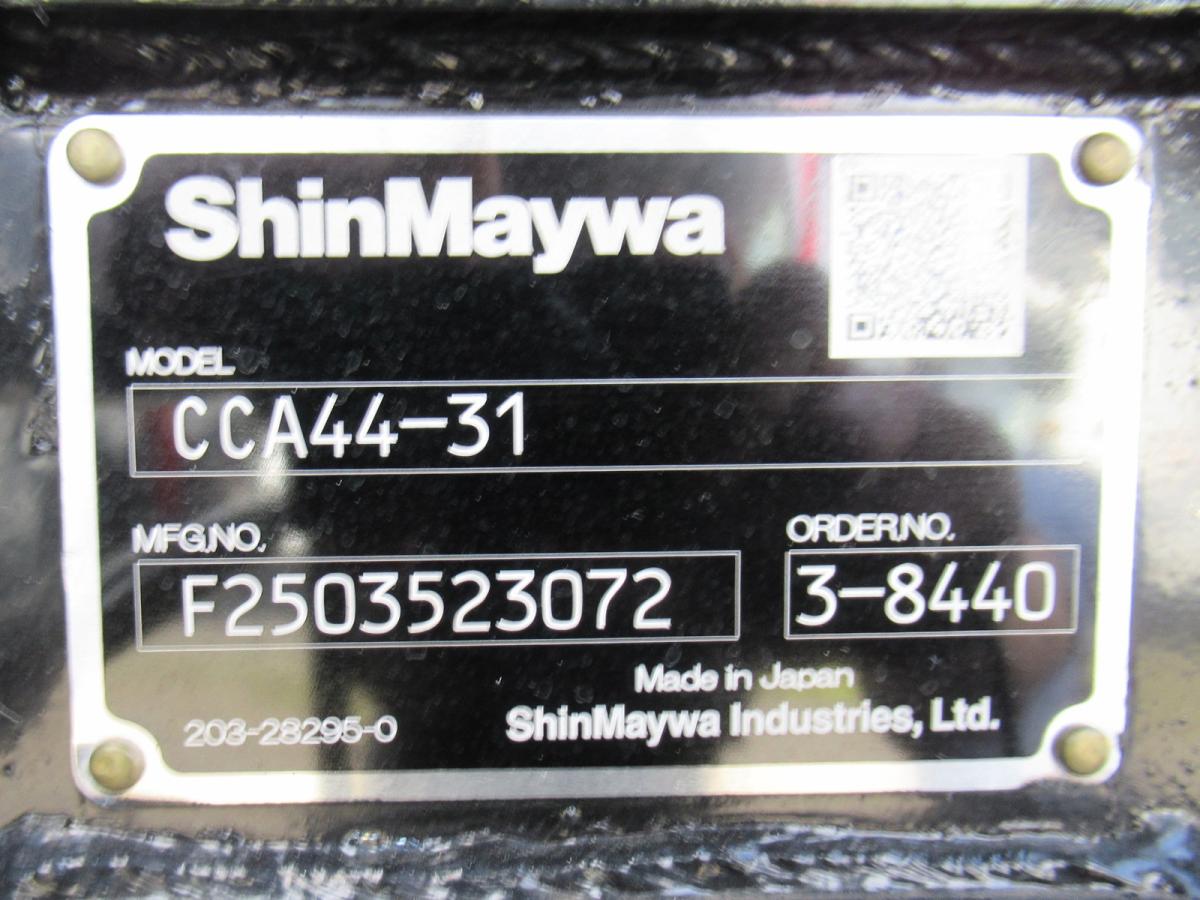 ShinMaywa
MODEL
CCA44-31
MFG.NO.
F2503523072
ORDER.NO.
3-8440
Made in Japan
203-28295-0
ShinMaywa Industries, Ltd.